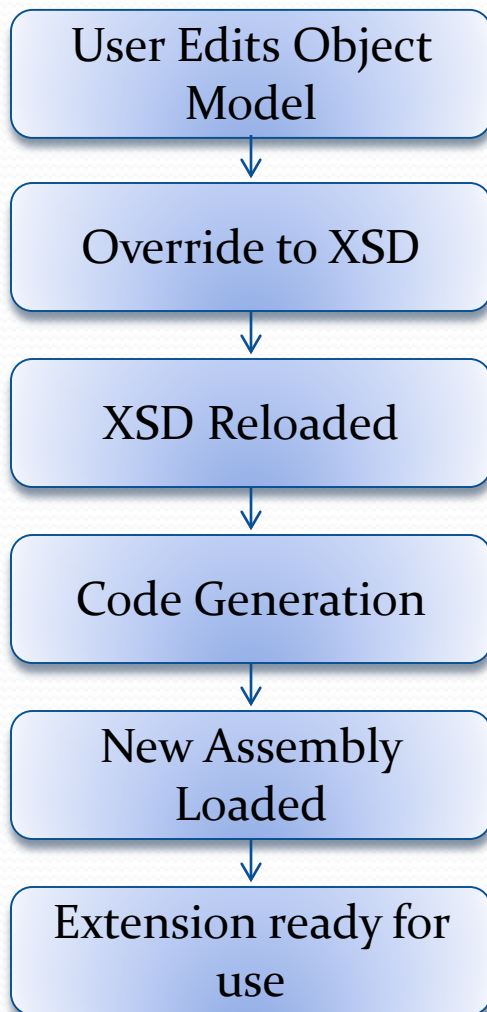 User Edits Object
Model
Override to XSD
XSD Reloaded
Code Generation
New Assembly
Loaded
Extension ready for
use